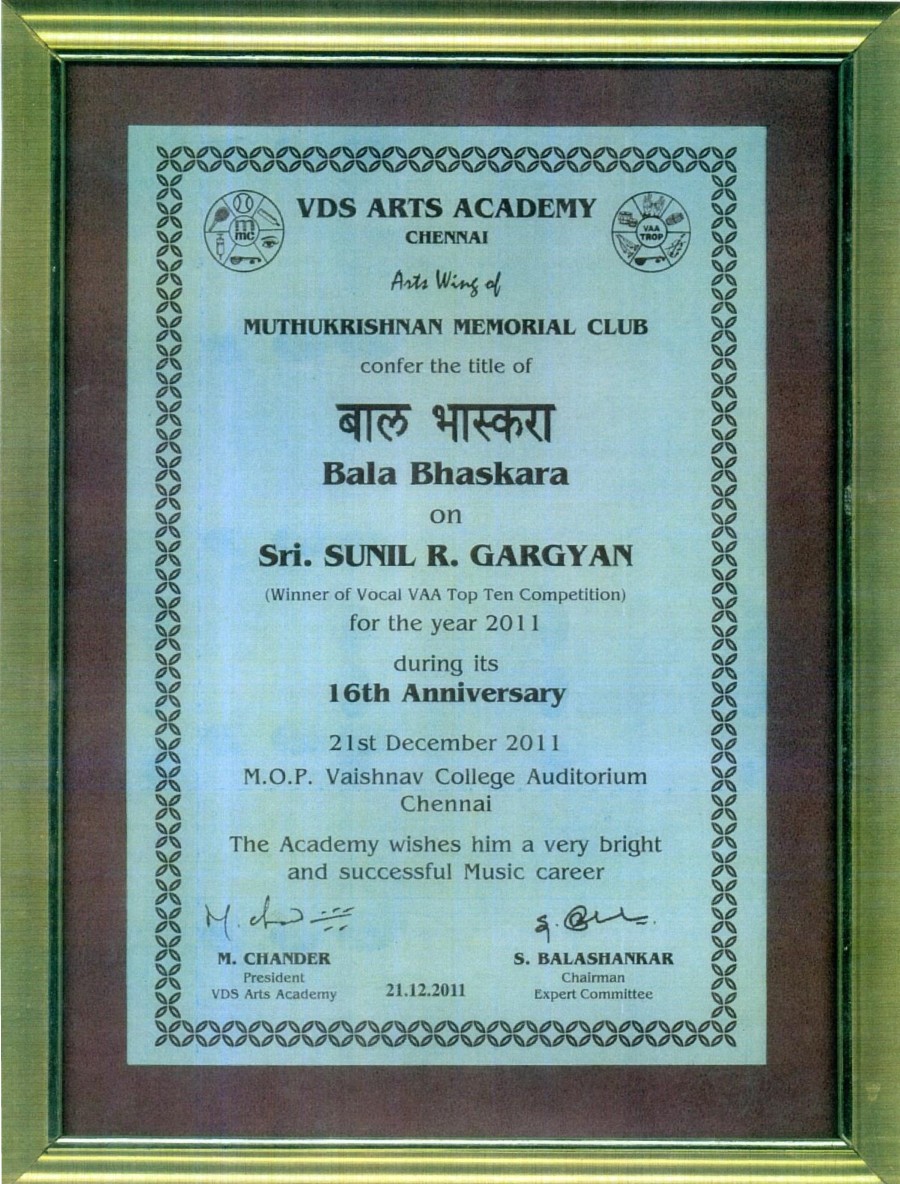 VDS ARTS ACADEMY
CHENNAI
mmc
VAA
TROP
Arts Wing of
MUTHUKRISHNAN MEMORIAL CLUB
confer the title of
बाल भास्करा
Bala Bhaskara
on
Sri. SUNIL R. GARGYAN
(Winner of Vocal VAA Top Ten Competition)
for the year 2011
during its
16th Anniversary
21st December 2011
M.O.P. Vaishnav College Auditorium
Chennai
The Academy wishes him a very bright
and successful Music career
M. CHANDER
President
VDS Arts Academy
21.12.2011
S. BALASHANKAR
Chairman
Expert Committee